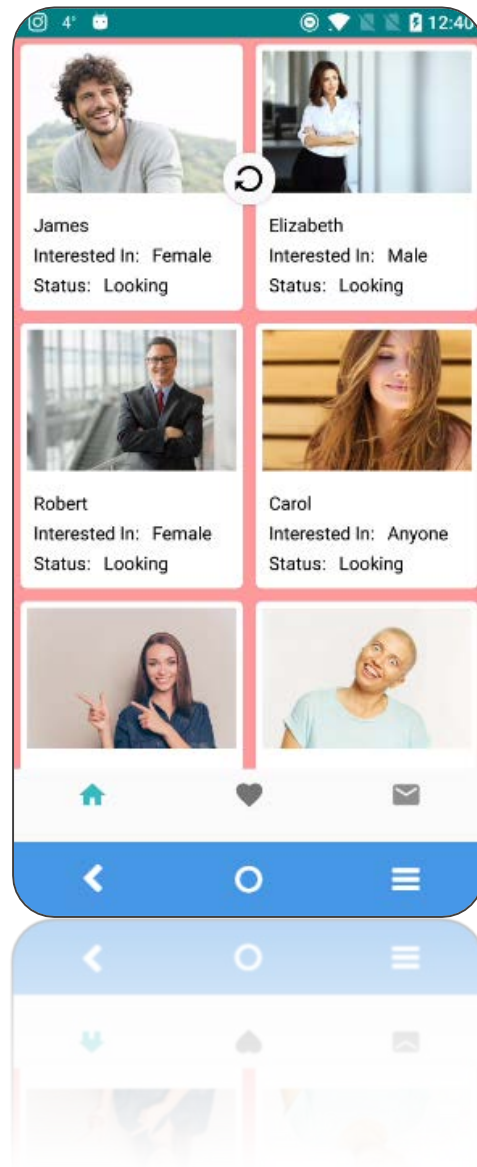 4° 12:40
James
Interested In: Female
Status: Looking
Elizabeth
Interested In: Male
Status: Looking
Robert
Interested In: Female
Status: Looking
Carol
Interested In: Anyone
Status: Looking